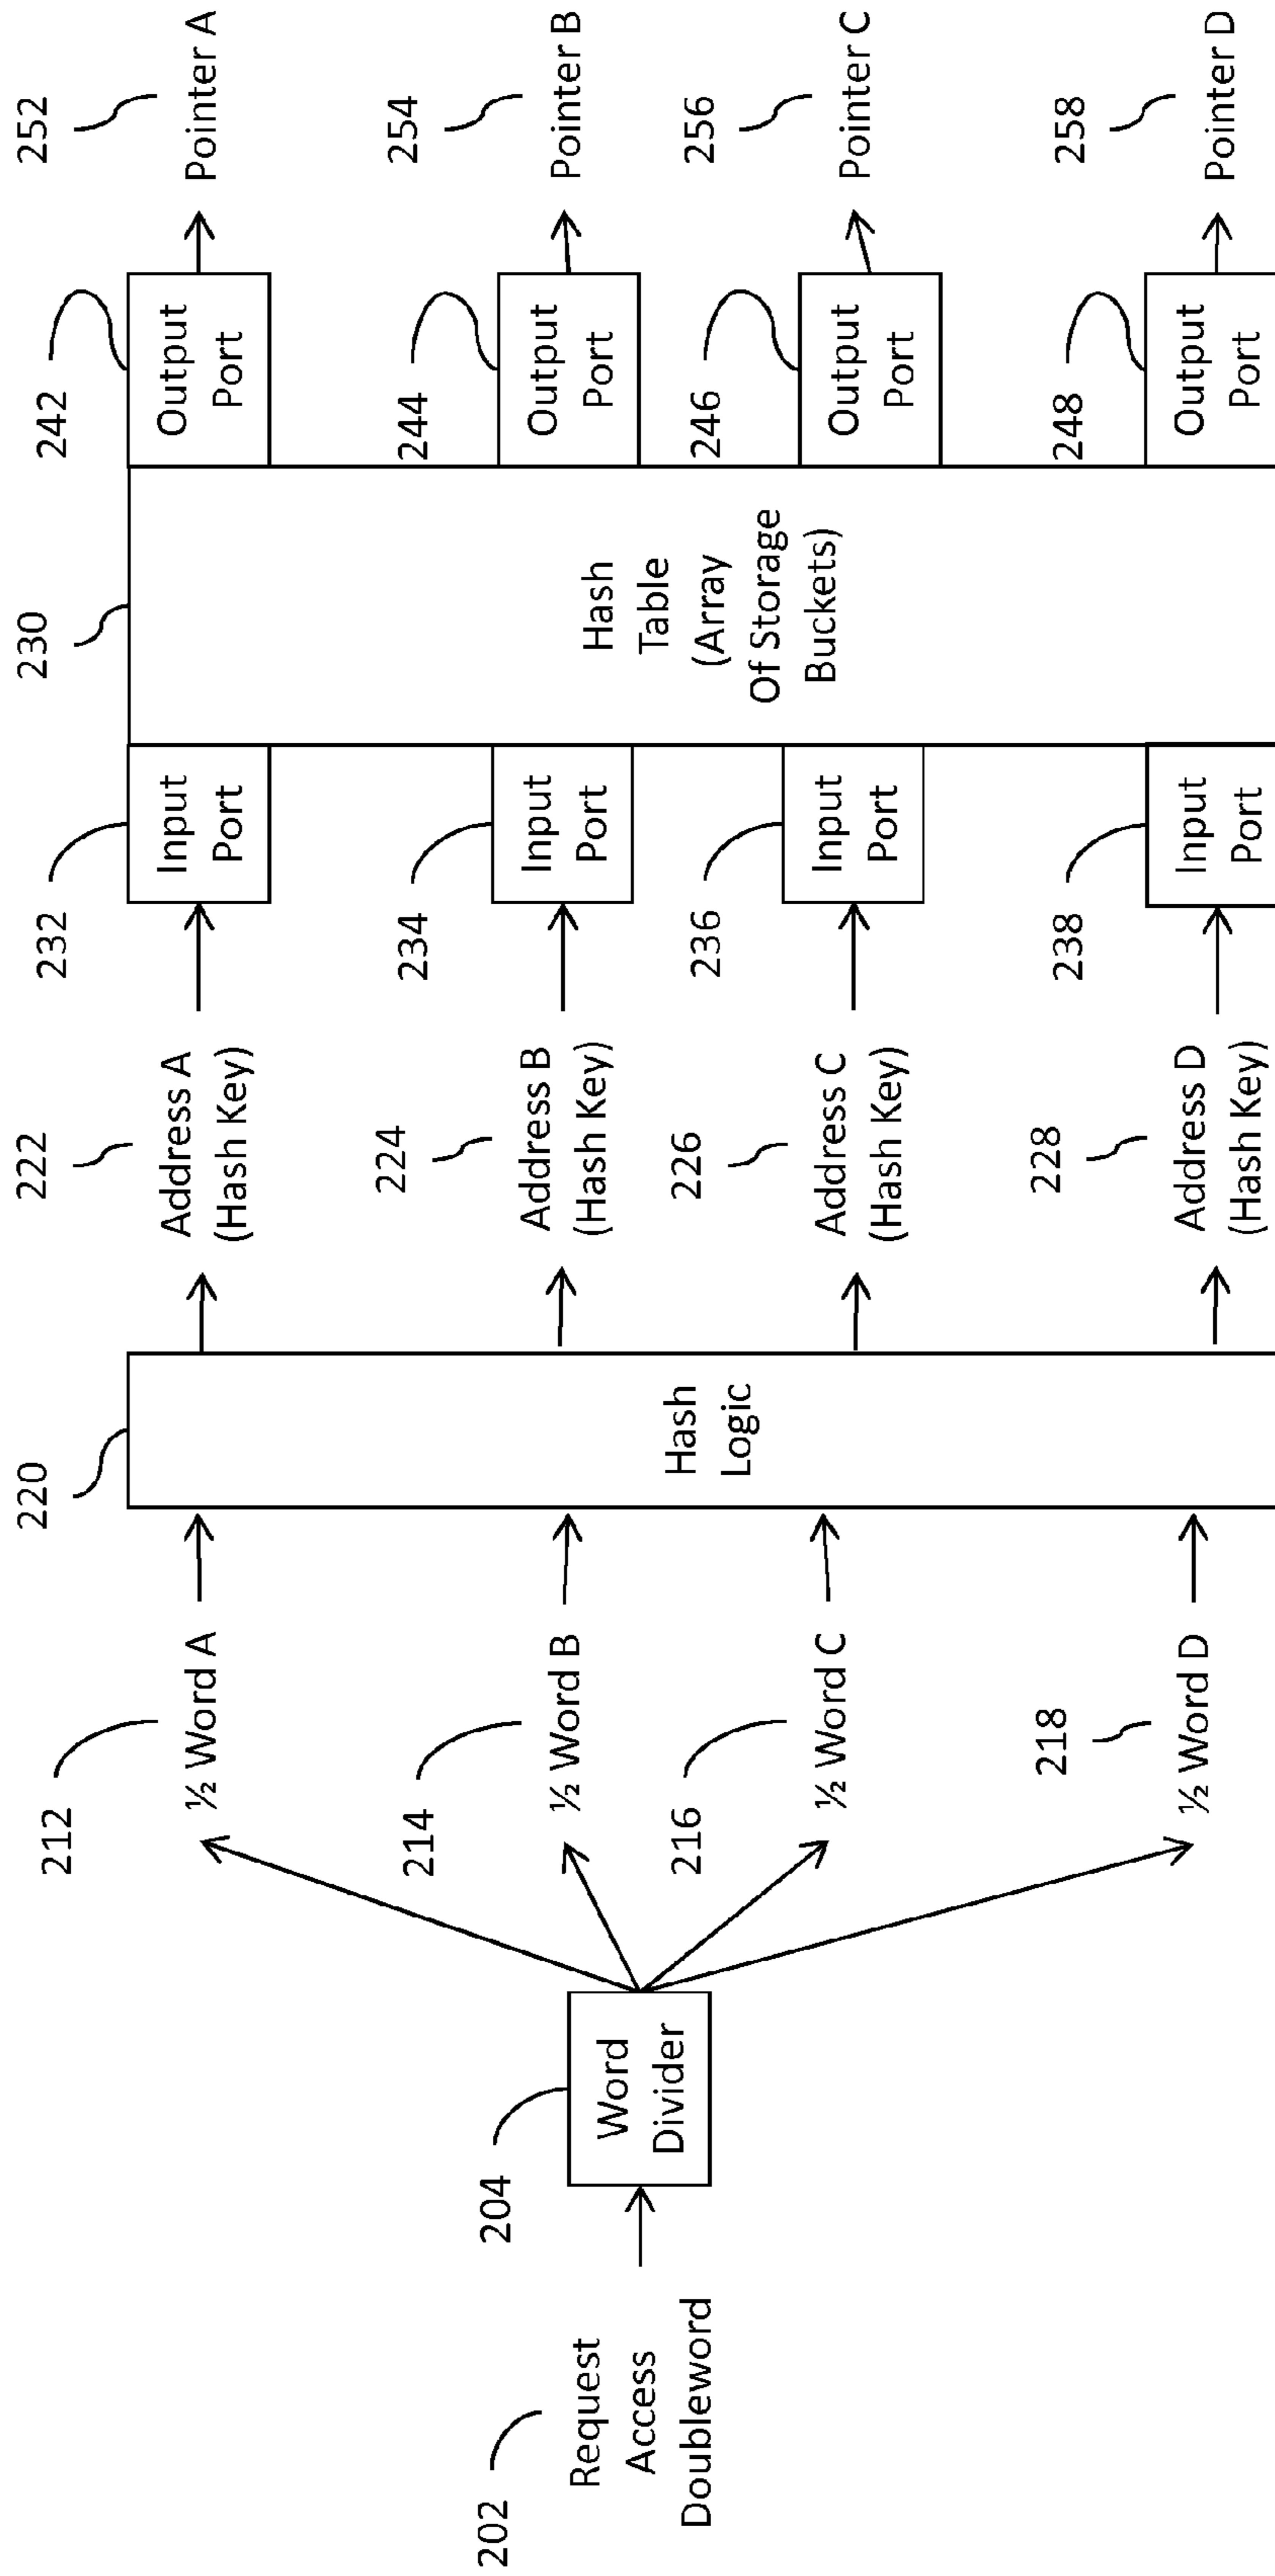 202
Request
Access
Doubleword
204
Word
Divider
212
½ Word A
214
½ Word B
216
½ Word C
218
½ Word D
220
Hash
Logic
222
Address A
(Hash Key)
224
Address B
(Hash Key)
226
Address C
(Hash Key)
228
Address D
(Hash Key)
232
Input
Port
234
Input
Port
236
Input
Port
238
Input
Port
230
Hash
Table
(Array
Of Storage
Buckets)
242
Output
Port
244
Output
Port
246
Output
Port
248
Output
Port
252
Pointer A
254
Pointer B
256
Pointer C
258
Pointer D